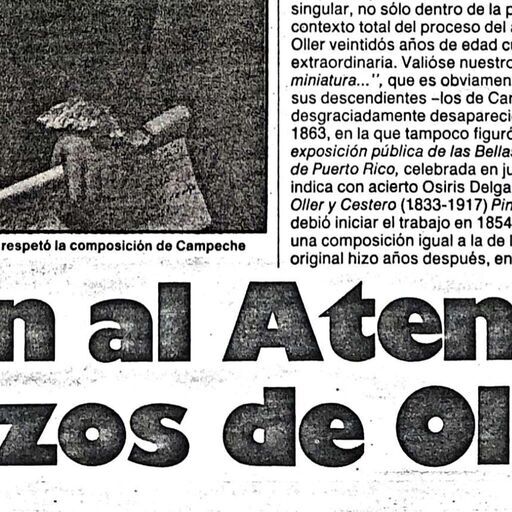 singular, no sólo dentro de la p
contexto total del proceso del a
Oller veintidós años de edad cu
extraordinaria. Valióse nuestro
miniatura...", que es obviamen
sus descendientes –los de Car
desgraciadamente desapareci
1863, en la que tampoco figuró
exposición pública de las Bellas
de Puerto Rico, celebrada en ju
indica con acierto Osiris Delga
Oller y Cestero (1833-1917) Pin
debió iniciar el trabajo en 1854
una composición igual a la de
original hizo años después, en
respetó la composición de Campeche
n al Aten
zos de Ol